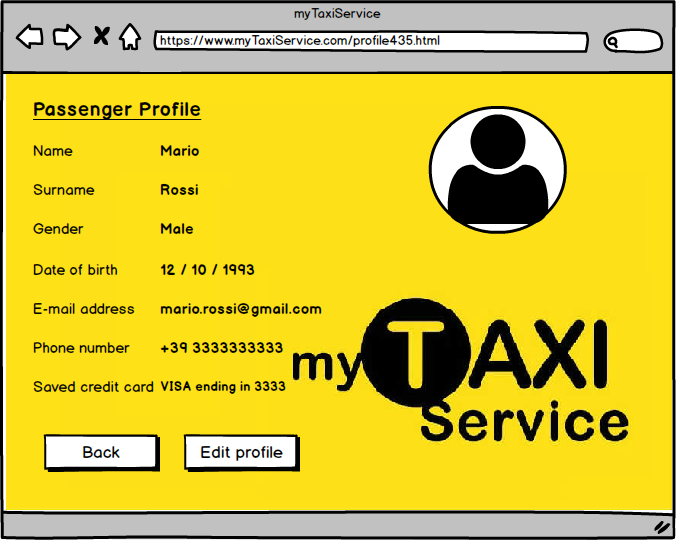 myTaxiService
https://www.myTaxiService.com/profile435.html
Passenger Profile
Name Mario
Surname Rossi
Gender Male
Date of birth 12 / 10 / 1993
E-mail address mario.rossi@gmail.com
Phone number +39 3333333333
Saved credit card VISA ending in 3333
my TAXI
Service
Back Edit profile